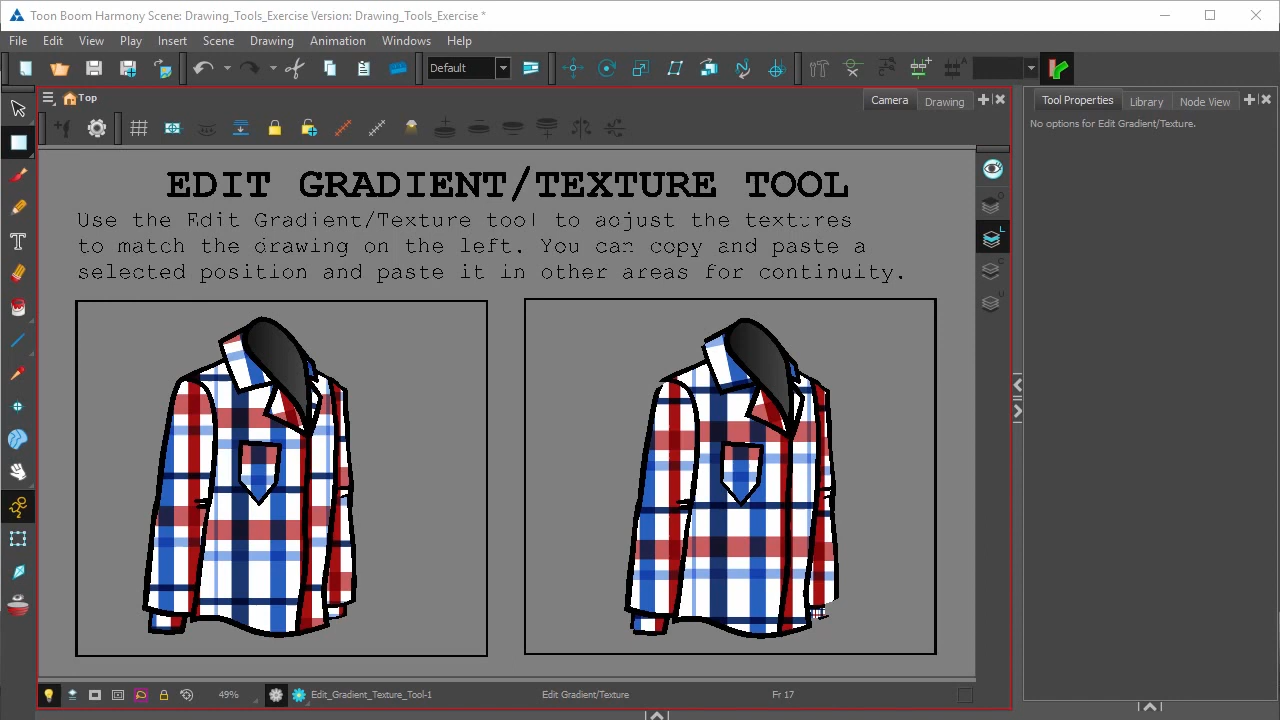 Toon Boom Harmony Scene: Drawing_Tools_Exercise Version: Drawing_Tools_Exercise *
File Edit View Play Insert Scene Drawing Animation Windows Help
Default
Top
Camera
Drawing
Tool Properties
Library
Node View
No options for Edit Gradient/Texture.
EDIT GRADIENT/TEXTURE TOOL
Use the Edit Gradient/Texture tool to adjust the textures
to match the drawing on the left. You can copy and paste a
selected position and paste it in other areas for continuity.
49%
Edit_Gradient_Texture_Tool-1
Edit Gradient/Texture
Fr 17